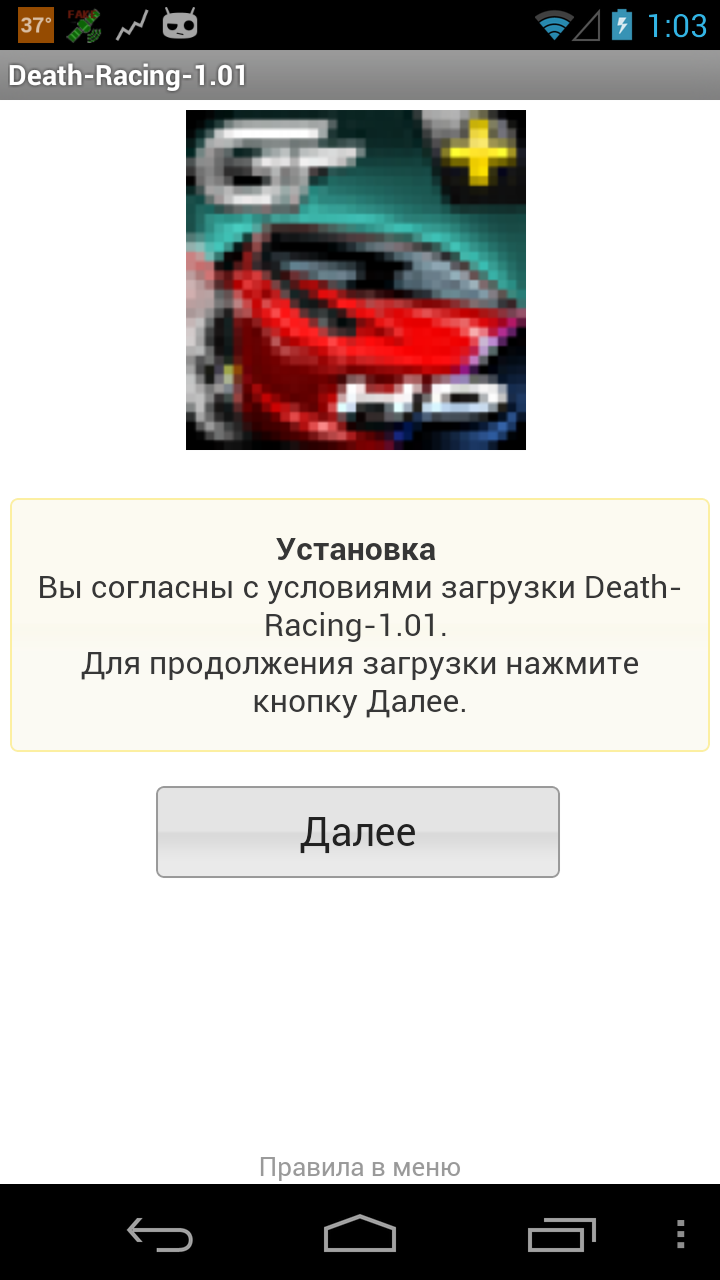 37°
FAKE
1:03
Death-Racing-1.01
GT
+
HD
Установка
Вы согласны с условиями загрузки Death-
Racing-1.01.
Для продолжения загрузки нажмите
кнопку Далее.
Далее
Правила в меню